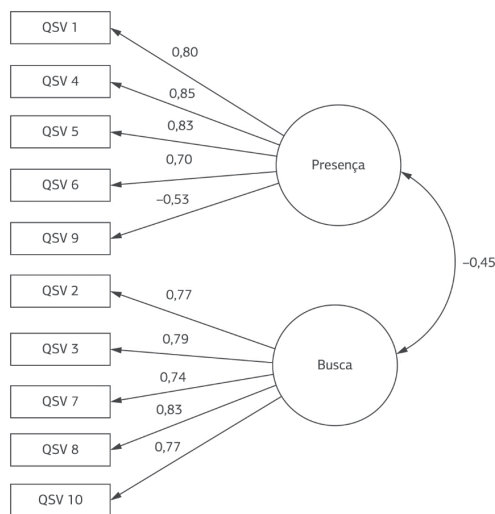 QSV 1
0,80
QSV 4
0,85
QSV 5
0,83
Presença
QSV 6
0,70
QSV 9
−0,53
−0,45
QSV 2
0,77
QSV 3
0,79
Busca
QSV 7
0,74
QSV 8
0,83
QSV 10
0,77